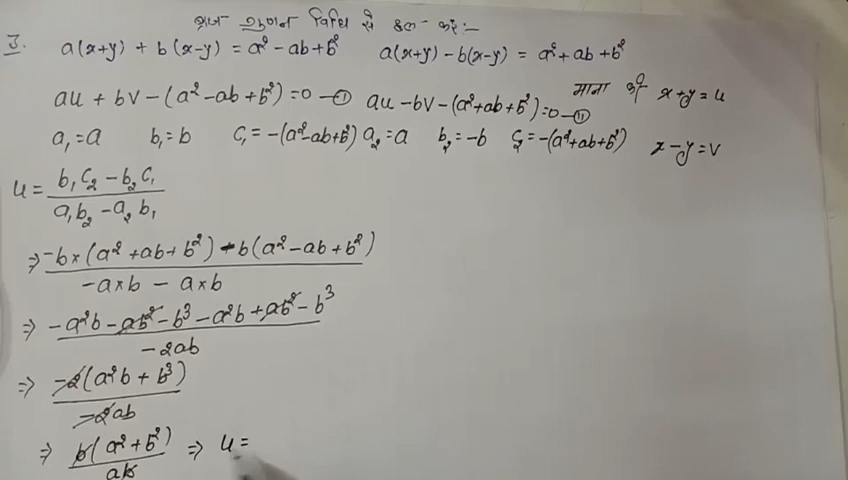 व्रज गुणन विधि से हल करें:-
I. a(x+y) + b(x-y) = a² - ab + b² a(x+y) - b(x-y) = a² + ab + b²
माना की x+y = u
au + bv - (a² - ab + b²) = 0 —① au - bv - (a² + ab + b²) = 0 —⑪
a₁ = a b₁ = b c₁ = -(a² - ab + b²) a₂ = a b₂ = -b c₂ = -(a² + ab + b²) x - y = v
u = (b₁c₂ - b₂c₁)/(a₁b₂ - a₂b₁)
⇒ (-b × (a² + ab + b²) - b(a² - ab + b²))/(-a×b - a×b)
⇒ (-a²b - ab² - b³ - a²b + ab² - b³)/(-2ab)
⇒ (-2(a²b + b³))/(-2ab)
⇒ (b(a² + b²))/(ab) ⇒ u =